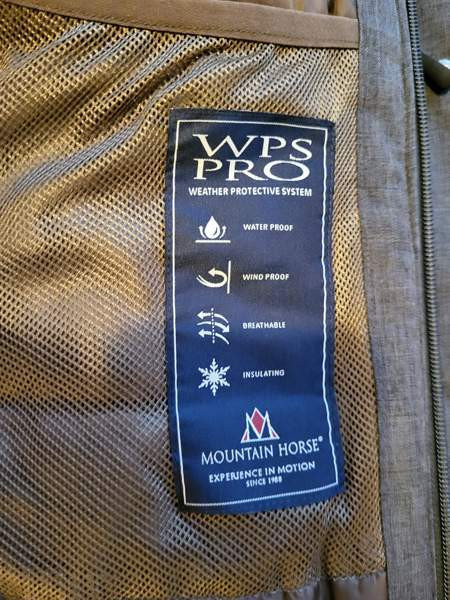 WPS
PRO
WEATHER PROTECTIVE SYSTEM
WATER PROOF
WIND PROOF
BREATHABLE
INSULATING
MOUNTAIN HORSE®
EXPERIENCE IN MOTION
SINCE 1988